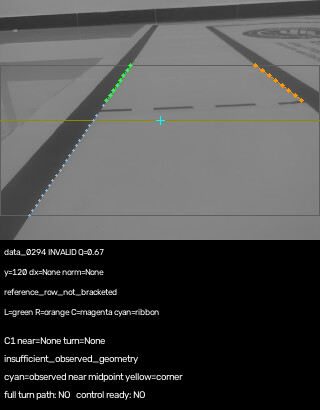 data_0294 INVALID Q=0.67
y=120 dx=None norm=None
reference_row_not_bracketed
L=green R=orange C=magenta cyan=ribbon
C1 near=None turn=None
insufficient_observed_geometry
cyan=observed near midpoint yellow=corner
full turn path: NO control ready: NO